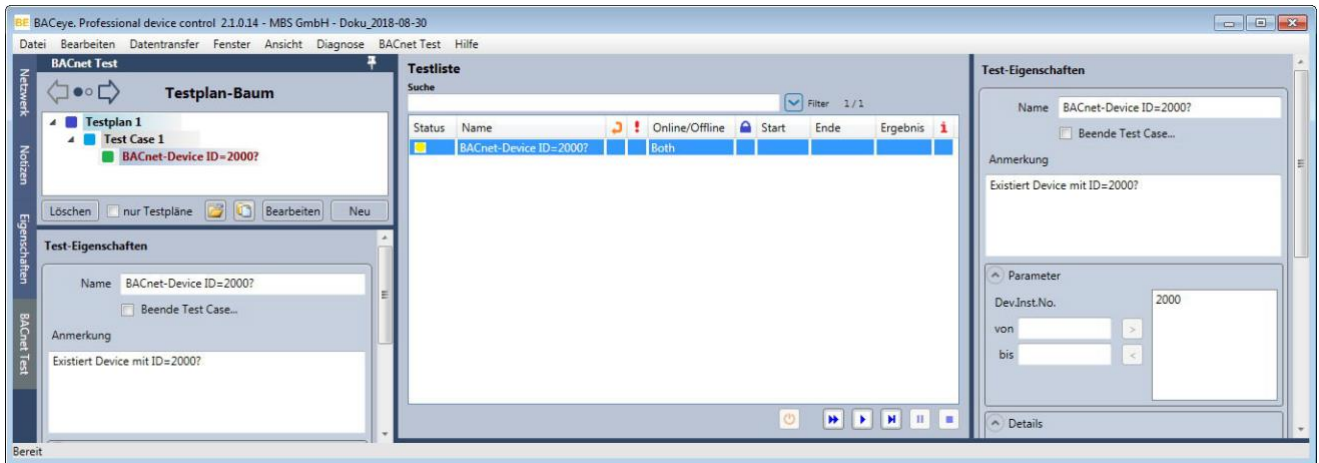 BE BACeye. Professional device control 2.1.0.14 - MBS GmbH - Doku_2018-08-30
Datei Bearbeiten Datentransfer Fenster Ansicht Diagnose BACnet Test Hilfe
Netzwerk
Notizen
Eigenschaften
BACnet Test
BACnet Test
Testplan-Baum
Testplan 1
Test Case 1
BACnet-Device ID=2000?
Löschen nur Testpläne Bearbeiten Neu
Test-Eigenschaften
Name BACnet-Device ID=2000?
Beende Test Case...
Anmerkung
Existiert Device mit ID=2000?
Testliste
Suche
Filter 1/1
Status Name ! Online/Offline Start Ende Ergebnis i
BACnet-Device ID=2000? Both
Test-Eigenschaften
Name BACnet-Device ID=2000?
Beende Test Case...
Anmerkung
Existiert Device mit ID=2000?
Parameter
Dev.Inst.No. 2000
von >
bis <
Details
Bereit